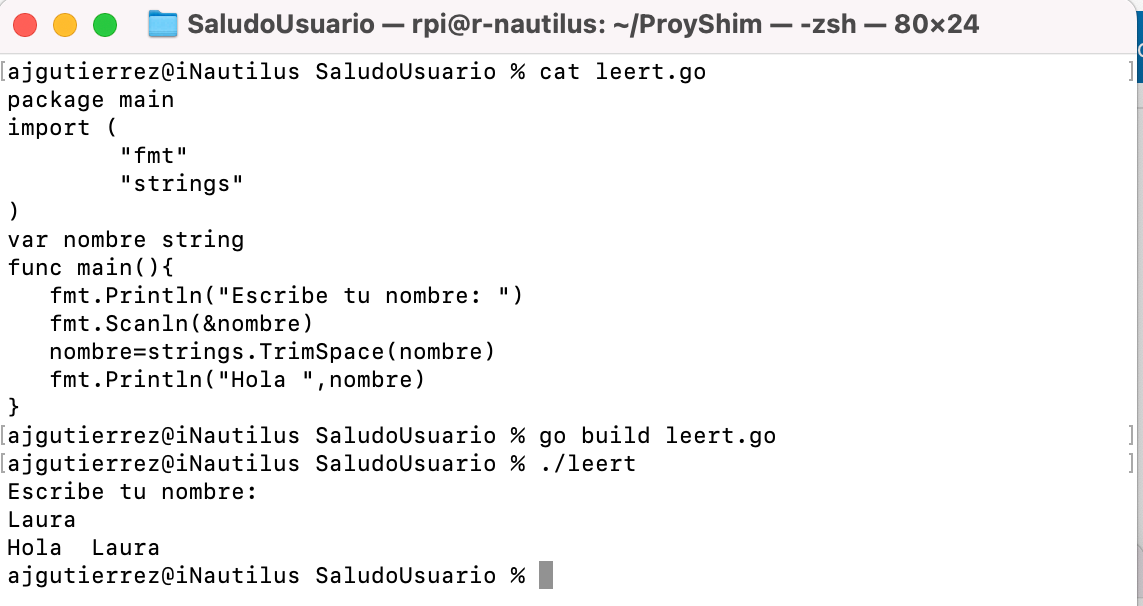 SaludoUsuario — rpi@r-nautilus: ~/ProyShim — -zsh — 80×24
[ajgutierrez@iNautilus SaludoUsuario % cat leert.go ]
package main
import (
        "fmt"
        "strings"
)
var nombre string
func main(){
   fmt.Println("Escribe tu nombre: ")
   fmt.Scanln(&nombre)
   nombre=strings.TrimSpace(nombre)
   fmt.Println("Hola ",nombre)
}
[ajgutierrez@iNautilus SaludoUsuario % go build leert.go ]
[ajgutierrez@iNautilus SaludoUsuario % ./leert ]
Escribe tu nombre:
Laura
Hola  Laura
ajgutierrez@iNautilus SaludoUsuario %